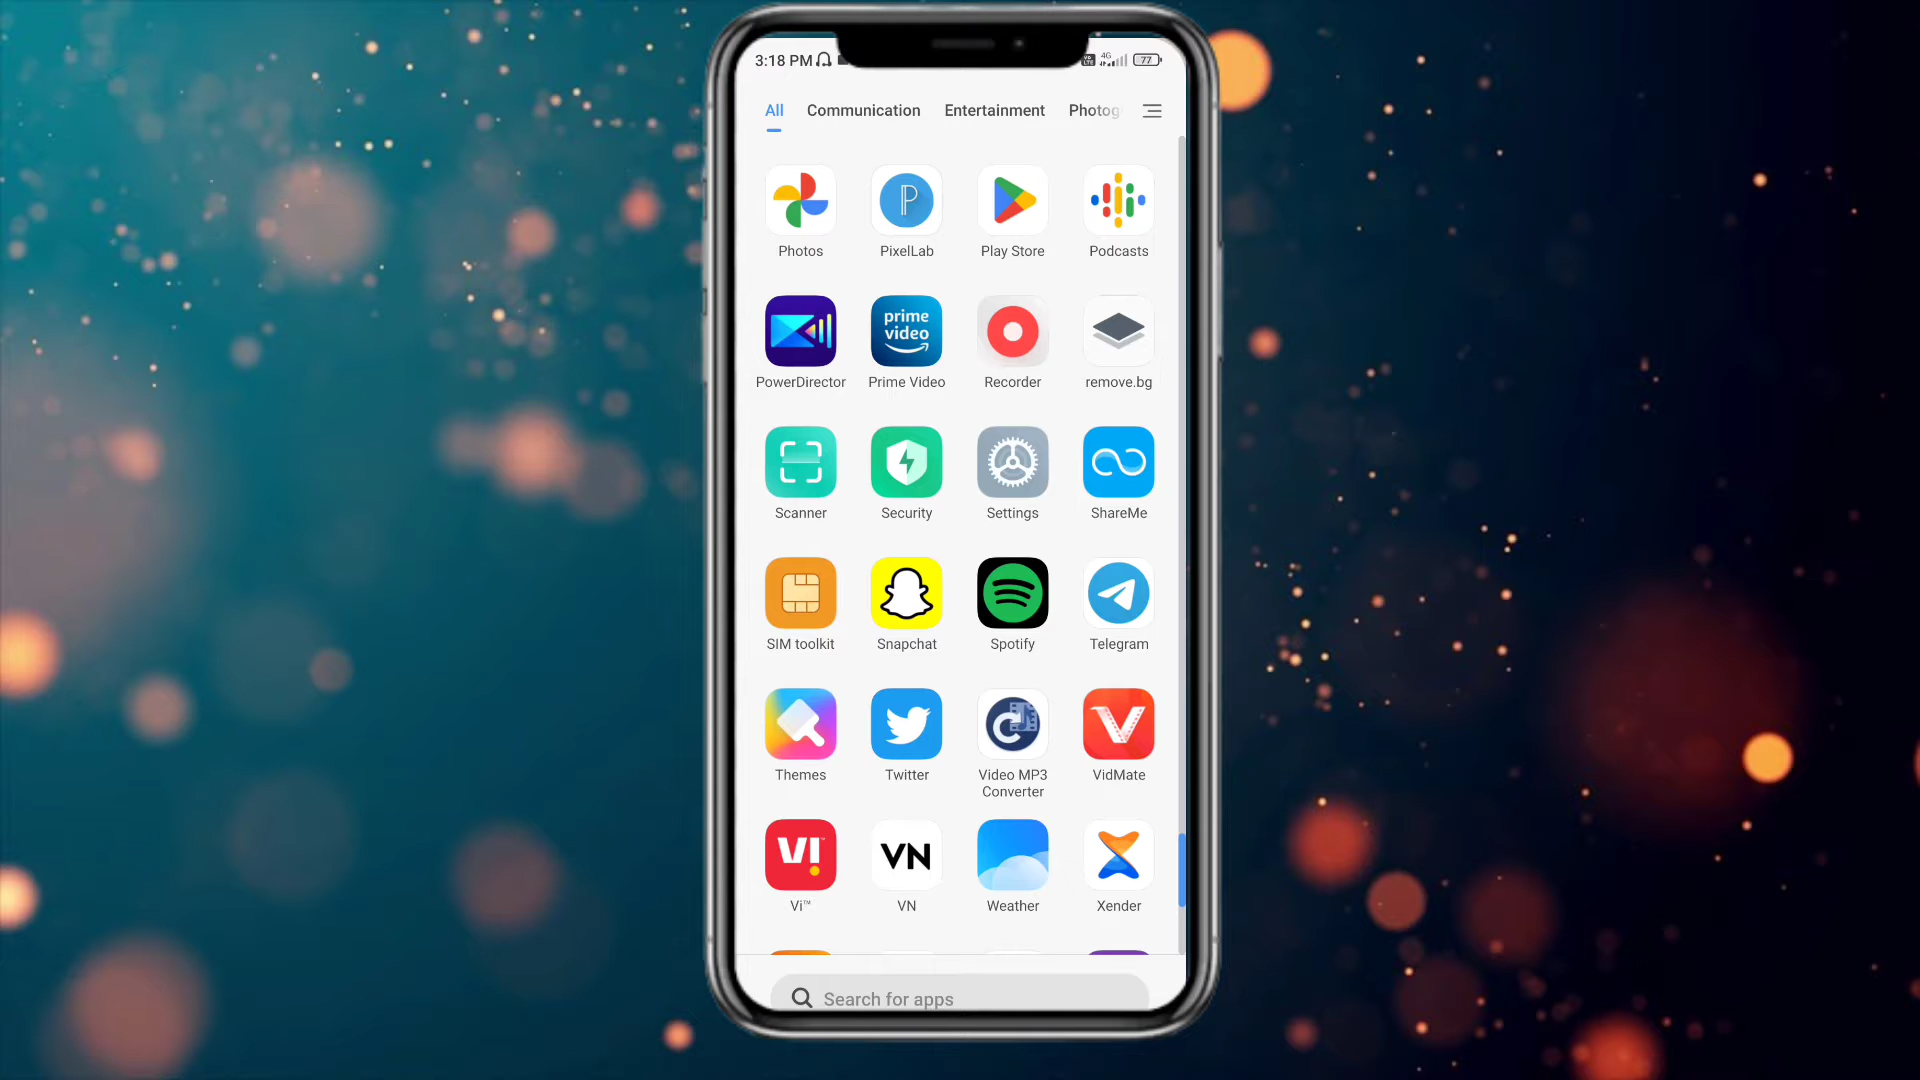 3:18 PM
4G
77
All Communication Entertainment Photog
Photos PixelLab Play Store Podcasts
prime
video
PowerDirector Prime Video Recorder remove.bg
Scanner Security Settings ShareMe
SIM toolkit Snapchat Spotify Telegram
Themes Twitter Video MP3 VidMate
Converter
VI
VN
Vi™ VN Weather Xender
Search for apps